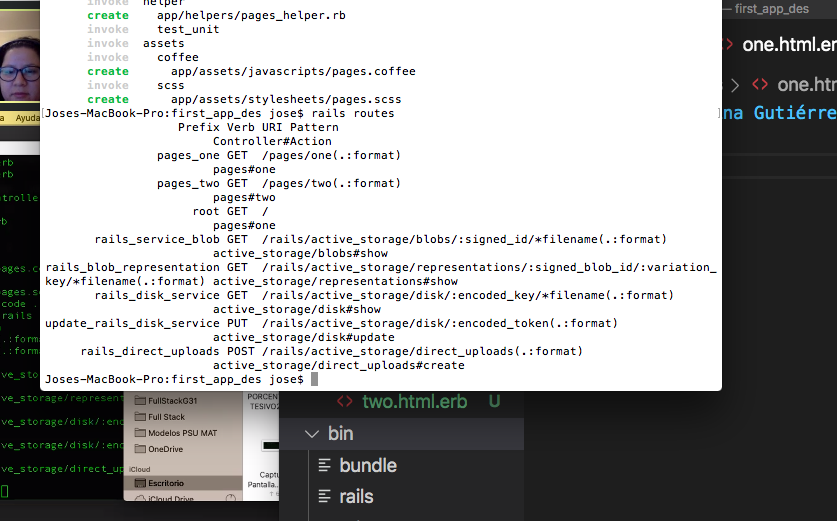 invoke  helper
create    app/helpers/pages_helper.rb
invoke    test_unit
invoke  assets
invoke    coffee
create      app/assets/javascripts/pages.coffee
invoke    scss
create      app/assets/stylesheets/pages.scss
[Joses-MacBook-Pro:first_app_des jose$ rails routes
Prefix Verb URI Pattern
Controller#Action
pages_one GET  /pages/one(.:format)
pages#one
pages_two GET  /pages/two(.:format)
pages#two
root GET  /
pages#one
rails_service_blob GET  /rails/active_storage/blobs/:signed_id/*filename(.:format)
active_storage/blobs#show
rails_blob_representation GET  /rails/active_storage/representations/:signed_blob_id/:variation_
key/*filename(.:format) active_storage/representations#show
rails_disk_service GET  /rails/active_storage/disk/:encoded_key/*filename(.:format)
active_storage/disk#show
update_rails_disk_service PUT  /rails/active_storage/disk/:encoded_token(.:format)
active_storage/disk#update
rails_direct_uploads POST /rails/active_storage/direct_uploads(.:format)
active_storage/direct_uploads#create
Joses-MacBook-Pro:first_app_des jose$
— first_app_des
one.html.er
one.htm
na Gutiérre
a Ayuda
rb
rb
ntrolle
rb
ages.co
ages.s
code .
rails
.:forma
.:forma
ve_stor
ve_storage/represent
ve_storage/disk/:enc
ve_storage/disk/:enc
ve_storage/direct_up
FullStackG31
Full Stack
Modelos PSU MAT
OneDrive
iCloud
Escritorio
iCloud Drive
PORCEN
TESIVO2
Captu
Pantalla...
two.html.erb U
bin
bundle
rails